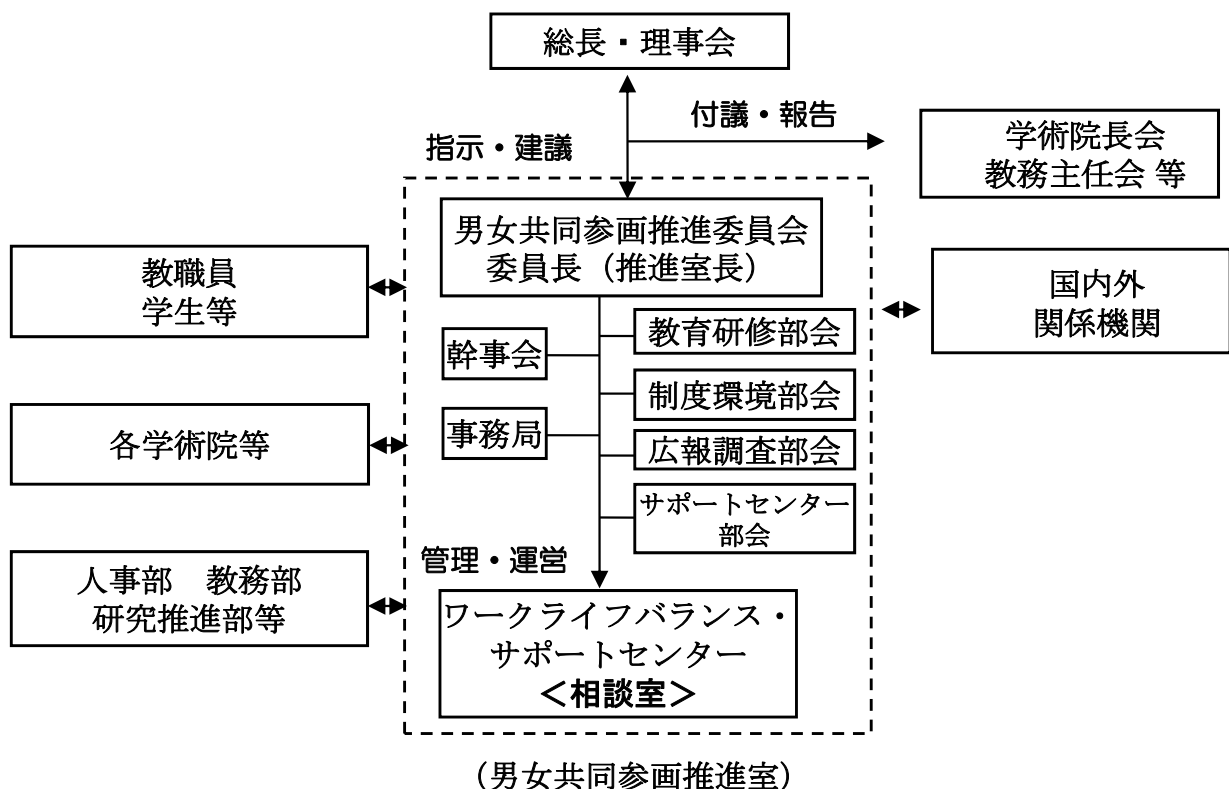 総長・理事会
付議・報告
指示・建議
学術院長会
教務主任会 等
男女共同参画推進委員会
委員長（推進室長）
教職員
学生等
国内外
関係機関
幹事会
教育研修部会
制度環境部会
各学術院等
事務局
広報調査部会
サポートセンター
部会
管理・運営
人事部　教務部
研究推進部等
ワークライフバランス・
サポートセンター
＜相談室＞
（男女共同参画推進室）